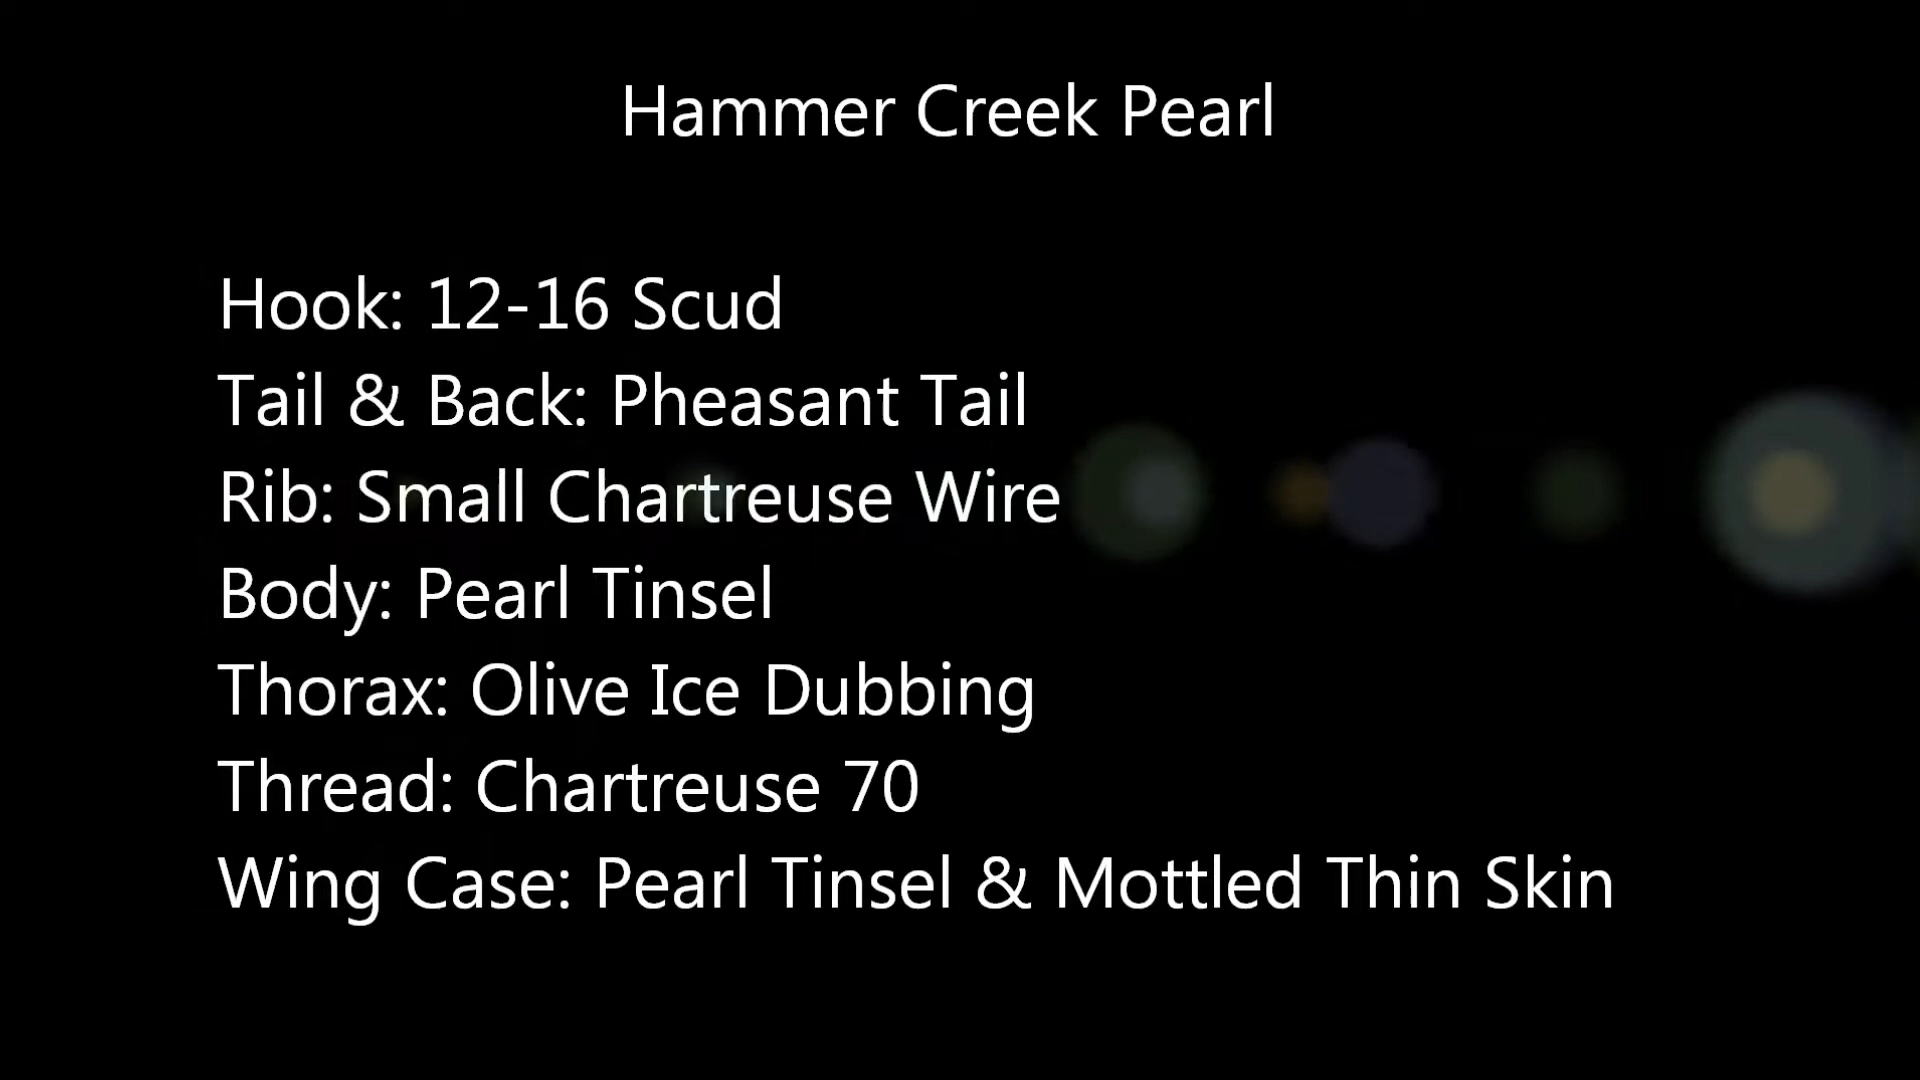 Hammer Creek Pearl
Hook: 12-16 Scud
Tail & Back: Pheasant Tail
Rib: Small Chartreuse Wire
Body: Pearl Tinsel
Thorax: Olive Ice Dubbing
Thread: Chartreuse 70
Wing Case: Pearl Tinsel & Mottled Thin Skin